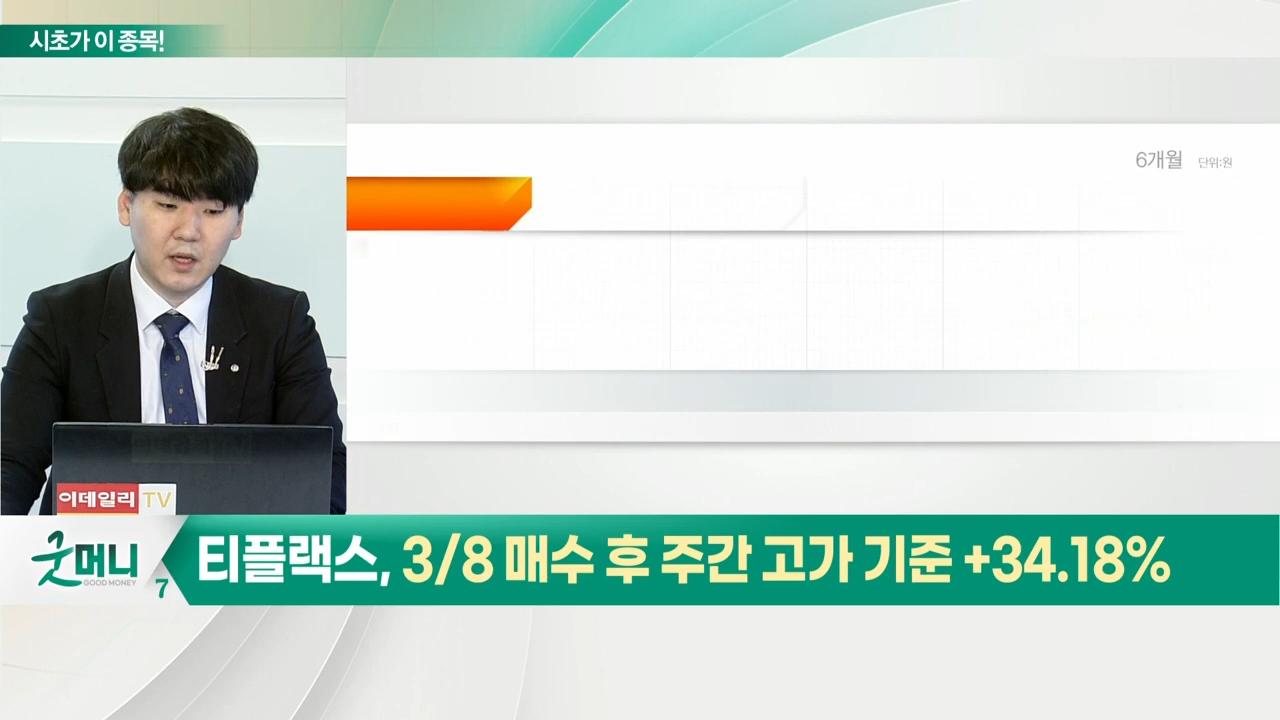 시초가 이 종목!
6개월 단위:원
이데일리 TV
굿머니
GOOD MONEY
7
티플랙스, 3/8 매수 후 주간 고가 기준 +34.18%